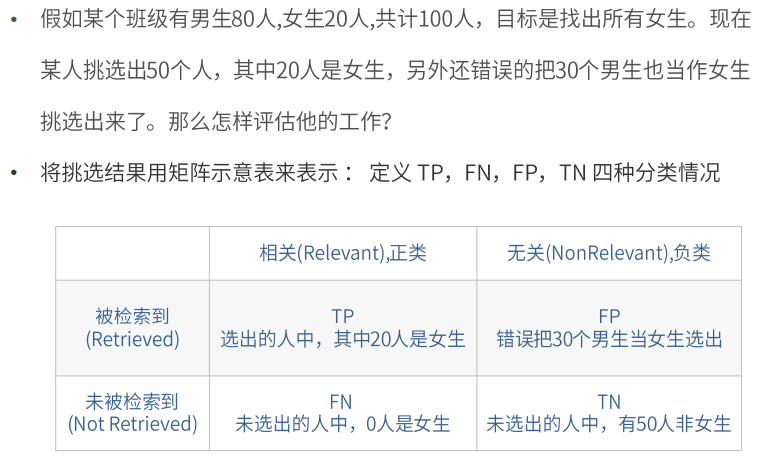 • 假如某个班级有男生80人,女生20人,共计100人，目标是找出所有女生。现在
某人挑选出50个人，其中20人是女生，另外还错误的把30个男生也当作女生
挑选出来了。那么怎样评估他的工作？
• 将挑选结果用矩阵示意表来表示： 定义 TP，FN，FP，TN 四种分类情况
相关(Relevant),正类
无关(NonRelevant),负类
被检索到
(Retrieved)
TP
选出的人中，其中20人是女生
FP
错误把30个男生当女生选出
未被检索到
(Not Retrieved)
FN
未选出的人中，0人是女生
TN
未选出的人中，有50人非女生